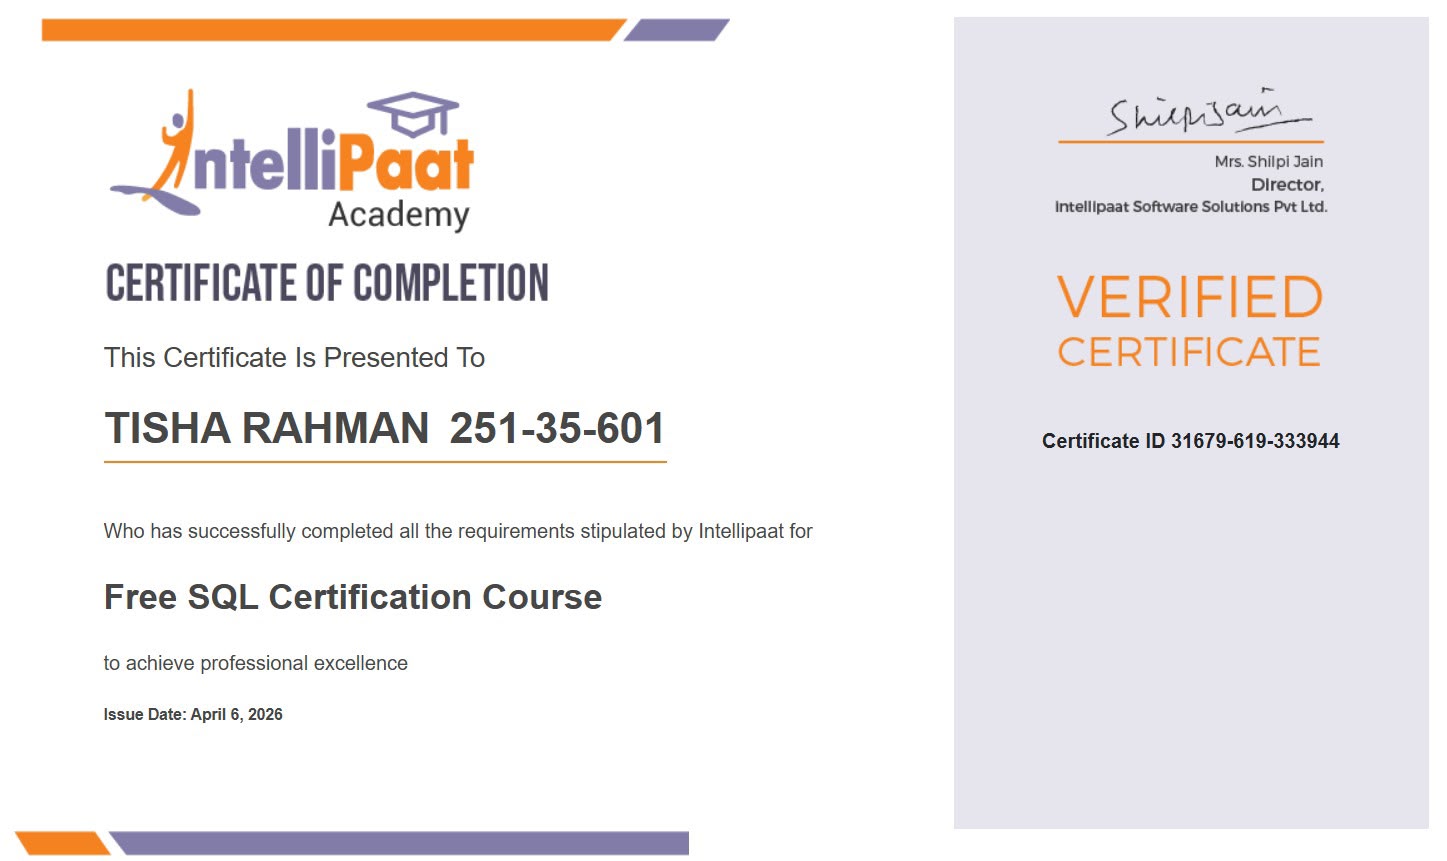 IntelliPaat
Academy
CERTIFICATE OF COMPLETION
This Certificate Is Presented To
TISHA RAHMAN 251-35-601
Who has successfully completed all the requirements stipulated by Intellipaat for
Free SQL Certification Course
to achieve professional excellence
Issue Date: April 6, 2026
Shilpi Jain
Mrs. Shilpi Jain
Director,
Intellipaat Software Solutions Pvt Ltd.
VERIFIED
CERTIFICATE
Certificate ID 31679-619-333944